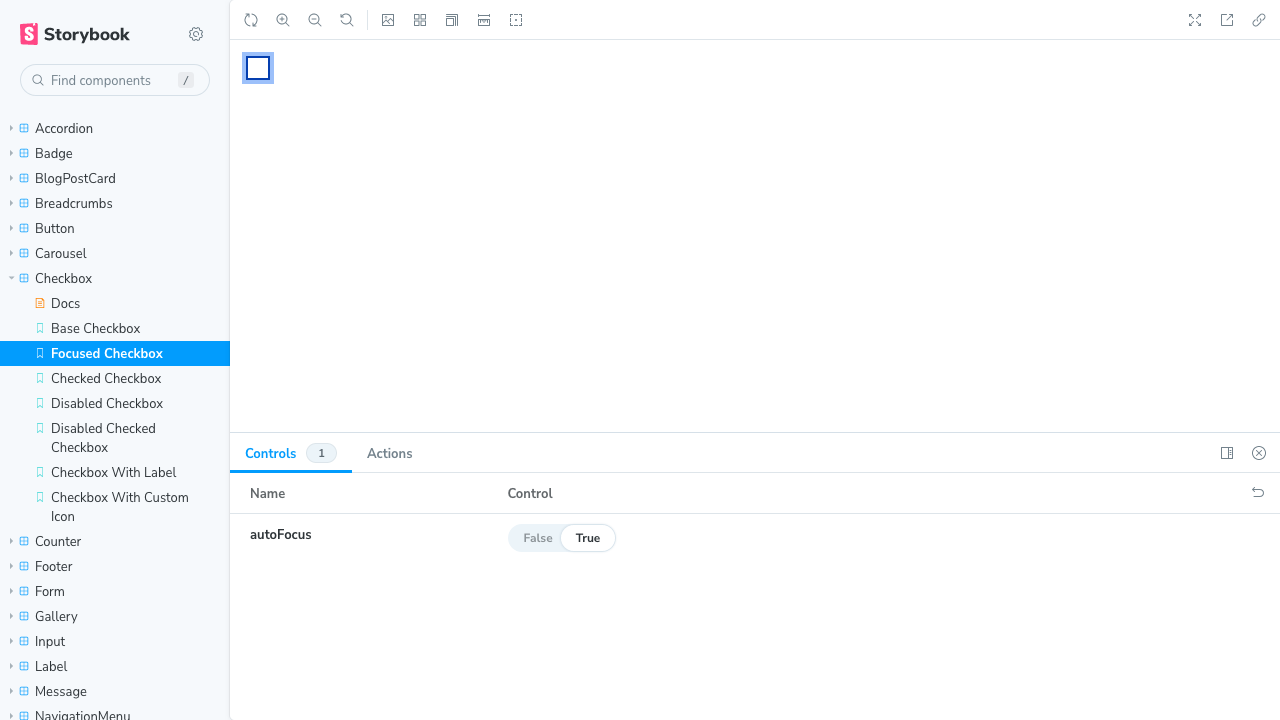 Storybook
Find components
/
Accordion
Badge
BlogPostCard
Breadcrumbs
Button
Carousel
Checkbox
Docs
Base Checkbox
Focused Checkbox
Checked Checkbox
Disabled Checkbox
Disabled Checked
Checkbox
Checkbox With Label
Checkbox With Custom
Icon
Counter
Footer
Form
Gallery
Input
Label
Message
NavigationMenu
Controls 1 Actions
Name Control
autoFocus False True